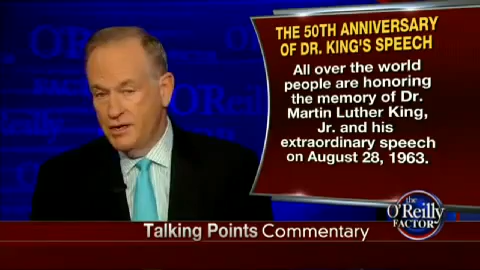 THE 50TH ANNIVERSARY
OF DR. KING'S SPEECH
All over the world
people are honoring
the memory of Dr.
Martin Luther King,
Jr. and his
extraordinary speech
on August 28, 1963.
O'Reilly
the
O'Reilly
FACTOR
Talking Points Commentary